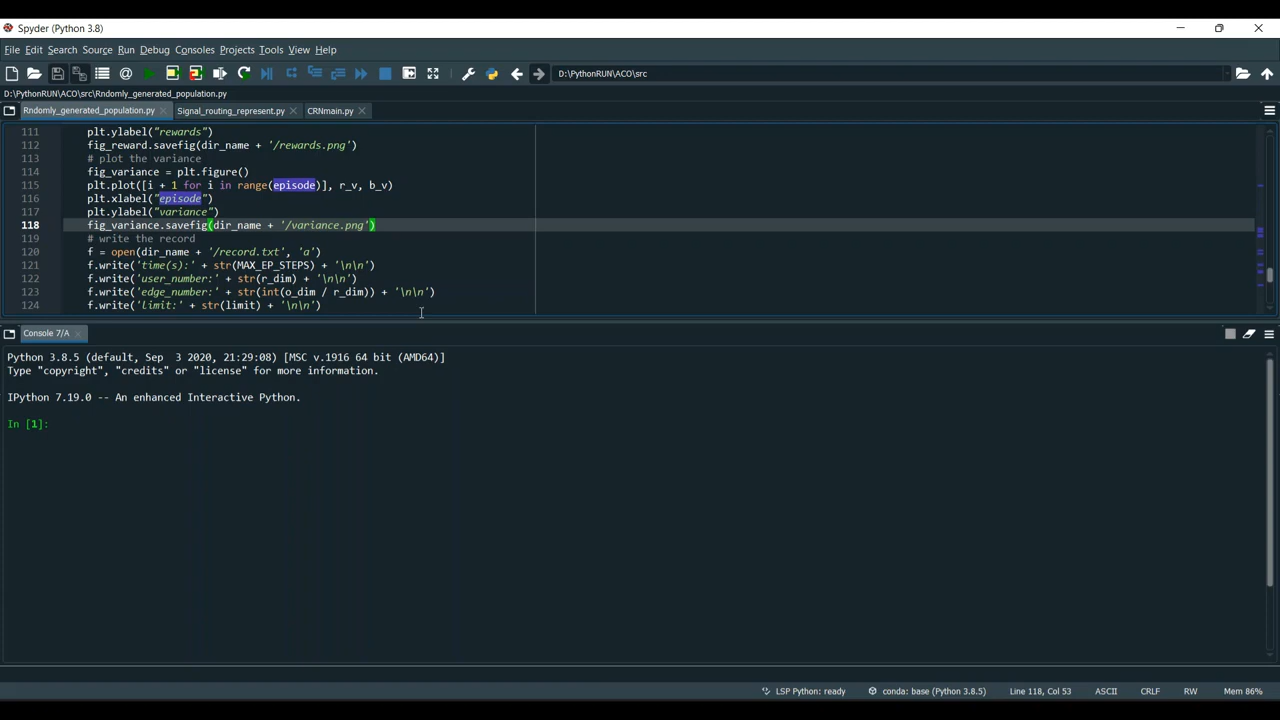 Spyder (Python 3.8)
File Edit Search Source Run Debug Consoles Projects Tools View Help
D:\PythonRUN\ACO\src
D:\PythonRUN\ACO\src\Rndomly_generated_population.py
Rndomly_generated_population.py Signal_routing_represent.py CRNmain.py
111 plt.ylabel("rewards")
112 fig_reward.savefig(dir_name + '/rewards.png')
113 # plot the variance
114 fig_variance = plt.figure()
115 plt.plot([i + 1 for i in range(episode)], r_v, b_v)
116 plt.xlabel("episode")
117 plt.ylabel("variance")
118 fig_variance.savefig(dir_name + '/variance.png')
119 # write the record
120 f = open(dir_name + '/record.txt', 'a')
121 f.write('time(s):' + str(MAX_EP_STEPS) + '\n\n')
122 f.write('user_number:' + str(r_dim) + '\n\n')
123 f.write('edge_number:' + str(int(o_dim / r_dim)) + '\n\n')
124 f.write('limit:' + str(limit) + '\n\n')
Console 7/A
Python 3.8.5 (default, Sep  3 2020, 21:29:08) [MSC v.1916 64 bit (AMD64)]
Type "copyright", "credits" or "license" for more information.
IPython 7.19.0 -- An enhanced Interactive Python.
In [1]:
LSP Python: ready conda: base (Python 3.8.5) Line 118, Col 53 ASCII CRLF RW Mem 86%